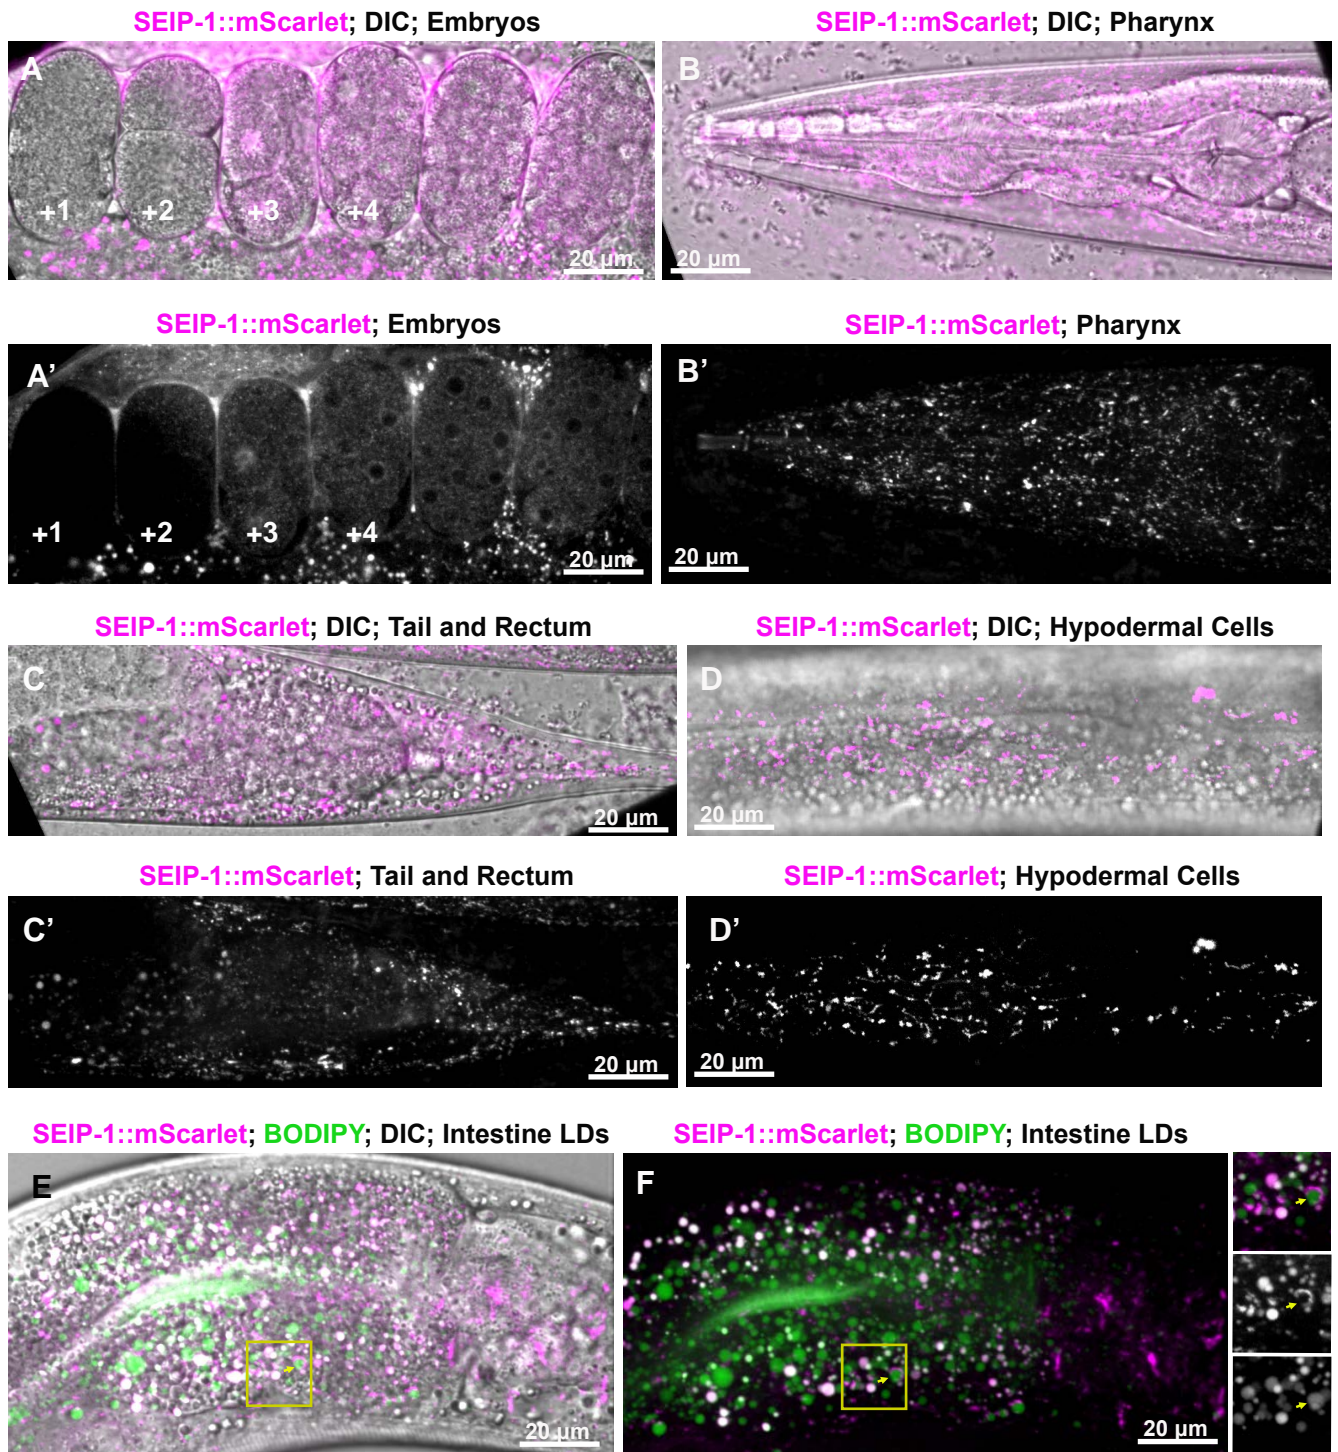 SEIP-1::mScarlet; DIC; Embryos
SEIP-1::mScarlet; DIC; Pharynx
A
+1
+2
+3
+4
20 µm
B
20 µm
SEIP-1::mScarlet; Embryos
SEIP-1::mScarlet; Pharynx
A’
+1
+2
+3
+4
20 µm
B’
20 µm
SEIP-1::mScarlet; DIC; Tail and Rectum
SEIP-1::mScarlet; DIC; Hypodermal Cells
C
20 µm
D
20 µm
SEIP-1::mScarlet; Tail and Rectum
SEIP-1::mScarlet; Hypodermal Cells
C’
20 µm
D’
20 µm
SEIP-1::mScarlet; BODIPY; DIC; Intestine LDs
SEIP-1::mScarlet; BODIPY; Intestine LDs
E
20 µm
F
20 µm